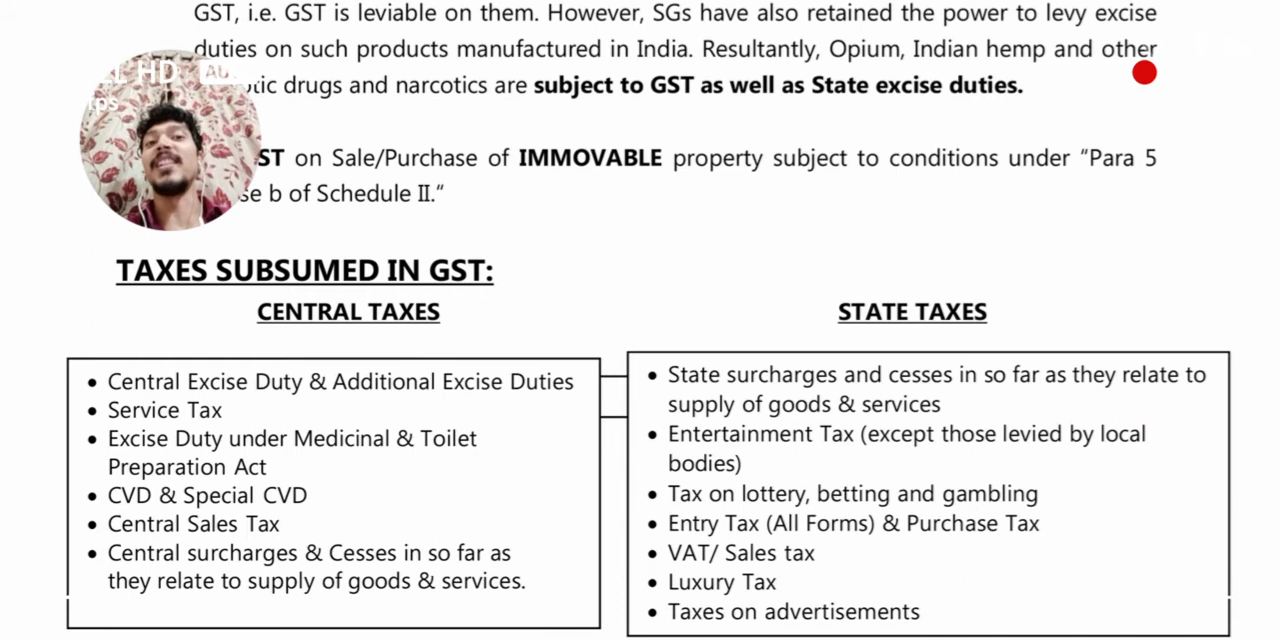 GST, i.e. GST is leviable on them. However, SGs have also retained the power to levy excise
duties on such products manufactured in India. Resultantly, Opium, Indian hemp and other
HD
drugs and narcotics are subject to GST as well as State excise duties.
on Sale/Purchase of IMMOVABLE property subject to conditions under “Para 5
b of Schedule II.“
TAXES SUBSUMED IN GST:
CENTRAL TAXES
• Central Excise Duty & Additional Excise Duties
• Service Tax
• Excise Duty under Medicinal & Toilet
Preparation Act
• CVD & Special CVD
• Central Sales Tax
• Central surcharges & Cesses in so far as
they relate to supply of goods & services.
STATE TAXES
• State surcharges and cesses in so far as they relate to
supply of goods & services
• Entertainment Tax (except those levied by local
bodies)
• Tax on lottery, betting and gambling
• Entry Tax (All Forms) & Purchase Tax
• VAT/ Sales tax
• Luxury Tax
• Taxes on advertisements